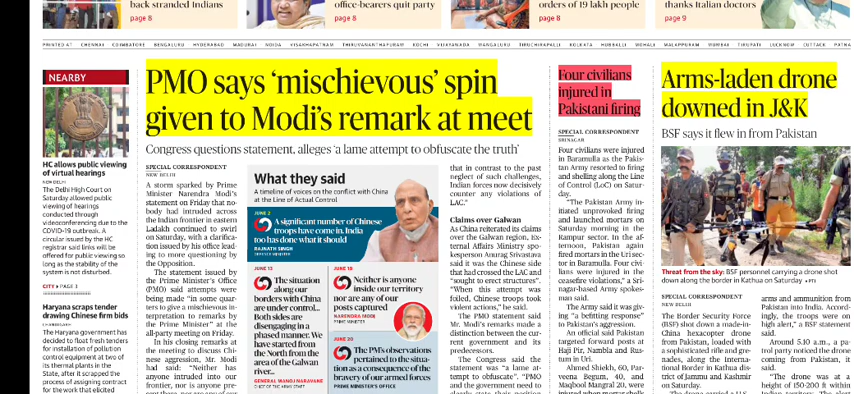 back stranded Indians
page 8
office-bearers quit party
page 8
orders of 19 lakh people
page 8
thanks Italian doctors
page 9
PRINTED AT CHENNAI COIMBATORE BENGALURU HYDERABAD MADURAI NOIDA VISAKHAPATNAM THIRUVANANTHAPURAM KOCHI VIJAYAWADA MANGALURU TIRUCHIRAPALLI KOLKATA HUBBALLI MOHALI MALAPPURAM MUMBAI TIRUPATI LUCKNOW CUTTACK PATNA
NEARBY
HC allows public viewing
of virtual hearings
NEW DELHI
The Delhi High Court on
Saturday allowed public
viewing of hearings
conducted through
videoconferencing due to the
COVID-19 outbreak. A
circular issued by the HC
registrar said links will be
offered for public viewing so
long as the stability of the
system is not disturbed.
CITY PAGE 3
Haryana scraps tender
drawing Chinese firm bids
CHANDIGARH
The Haryana government has
decided to float fresh tenders
for installation of pollution
control equipment at two of
its thermal plants in the
State, after it scrapped the
process of assigning contract
for the work that elicited
PMO says ‘mischievous’ spin
given to Modi’s remark at meet
Congress questions statement, alleges ‘a lame attempt to obfuscate the truth’
SPECIAL CORRESPONDENT
NEW DELHI
A storm sparked by Prime
Minister Narendra Modi’s
statement on Friday that no-
body had intruded across
the Indian frontier in eastern
Ladakh continued to swirl
on Saturday, with a clarifica-
tion issued by his office lead-
ing to more questioning by
the Opposition.
The statement issued by
the Prime Minister’s Office
(PMO) said attempts were
being made “in some quar-
ters to give a mischievous in-
terpretation to remarks by
the Prime Minister” at the
all-party meeting on Friday.
In his closing remarks at
the meeting to discuss Chi-
nese aggression, Mr. Modi
had said: “Neither has
anyone intruded into our
frontier, nor is anyone pre-
What they said
A timeline of voices on the conflict with China
at the Line of Actual Control
JUNE 2
A significant number of Chinese
troops have come in. India
too has done what it should
RAJNATH SINGH
DEFENCE MINISTER
JUNE 13
The situation
along our
borders with China
are under control...
Both sides are
disengaging in a
phased manner. We
have started from
the North from the
area of the Galwan
river...
GENERAL MANOJ NARAVANE
CHIEF OF THE ARMY STAFF
JUNE 19
Neither is anyone
inside our territory
nor are any of our
posts captured
NARENDRA MODI
PRIME MINISTER
JUNE 20
The PM’s observations
pertained to the situa-
tion as a consequence of the
bravery of our armed forces
PRIME MINISTER’S OFFICE
that in contrast to the past
neglect of such challenges,
Indian forces now decisively
counter any violations of
LAC.”
Claims over Galwan
As China reiterated its claims
over the Galwan region, Ex-
ternal Affairs Ministry spo-
kesperson Anurag Srivastava
said it was the Chinese side
that had crossed the LAC and
“sought to erect structures”.
“When this attempt was
foiled, Chinese troops took
violent actions,” he said.
The PMO statement said
Mr. Modi’s remarks made a
distinction between the cur-
rent government and its
predecessors.
The Congress said the
statement was “a lame at-
tempt to obfuscate”. “PMO
and the government need to
Four civilians
injured in
Pakistani firing
SPECIAL CORRESPONDENT
SRINAGAR
Four civilians were injured
in Baramulla as the Pakis-
tan Army resorted to firing
and shelling along the Line
of Control (LoC) on Satur-
day.
“The Pakistan Army in-
itiated unprovoked firing
and launched mortars on
Saturday morning in the
Rampur sector. In the af-
ternoon, Pakistan again
fired mortars in the Uri sec-
tor in Baramulla. Four civi-
lians were injured in the
ceasefire violations,” a Sri-
nagar-based Army spokes-
man said.
The Army said it was giv-
ing “a befitting response”
to Pakistan’s aggression.
An official said Pakistan
targeted forward posts at
Haji Pir, Nambla and Rus-
tum in Uri.
Ahmed Shiekh, 60, Par-
veena Begum, 40, and
Maqbool Mangral 20, were
Arms-laden drone
downed in J&K
BSF says it flew in from Pakistan
Threat from the sky: BSF personnel carrying a drone shot
down along the border in Kathua on Saturday PTI
SPECIAL CORRESPONDENT
NEW DELHI
The Border Security Force
(BSF) shot down a made-in-
China hexacopter drone
from Pakistan, loaded with
a sophisticated rifle and gre-
nades, along the Interna-
tional Border in Kathua dis-
trict of Jammu and Kashmir
on Saturday.
arms and ammunition from
Pakistan into India. Accord-
ingly, the troops were on
high alert,” a BSF statement
said.
Around 5.10 a.m., a pa-
trol party noticed the drone
coming from Pakistan, it
said.
The drone was at a
height of 150-200 ft within